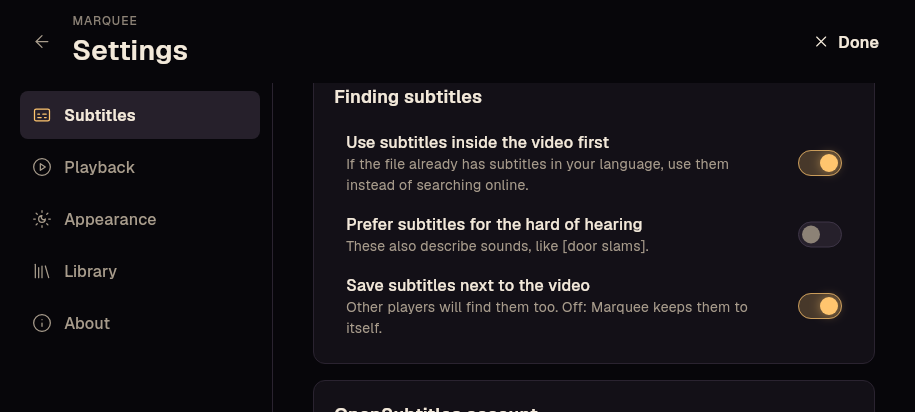 MARQUEE
Settings
Done
Subtitles
Playback
Appearance
Library
About
Finding subtitles
Use subtitles inside the video first
If the file already has subtitles in your language, use them
instead of searching online.
Prefer subtitles for the hard of hearing
These also describe sounds, like [door slams].
Save subtitles next to the video
Other players will find them too. Off: Marquee keeps them to
itself.
OpenSubtitles account